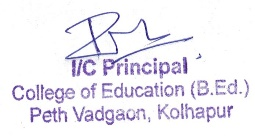 I/C Principal
College of Education (B.Ed.)
Peth Vadgaon, Kolhapur